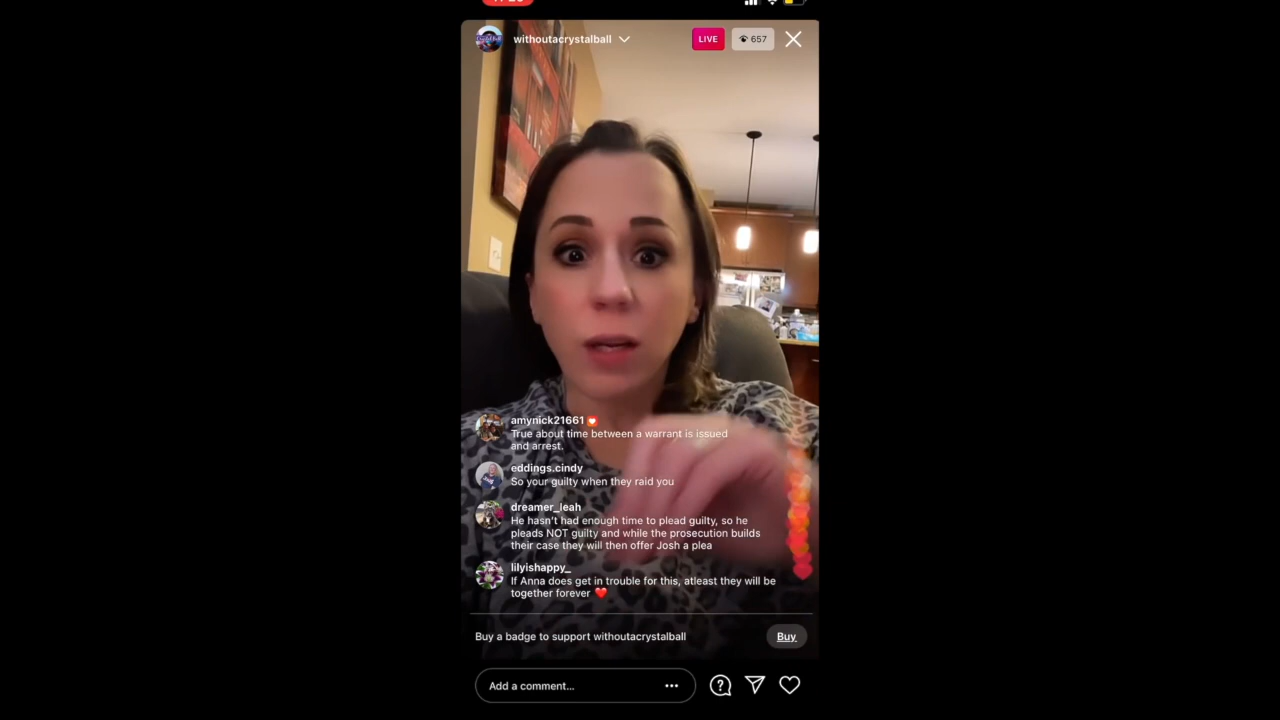 withoutacrystalball
LIVE
657
amynick21661
True about time between a warrant is issued
and arrest.
eddings.cindy
So your guilty when they raid you
dreamer_leah
He hasn't had enough time to plead guilty, so he
pleads NOT guilty and while the prosecution builds
their case they will then offer Josh a plea
lilyishappy_
If Anna does get in trouble for this, atleast they will be
together forever ❤️
Buy a badge to support withoutacrystalball
Buy
Add a comment...